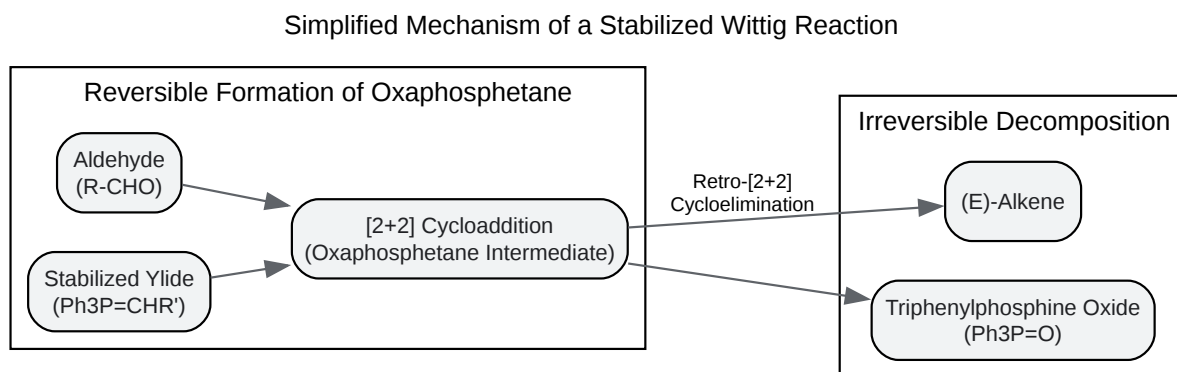 Simplified Mechanism of a Stabilized Wittig Reaction
Reversible Formation of Oxaphosphetane
Aldehyde
(R-CHO)
Stabilized Ylide
(Ph3P=CHR')
[2+2] Cycloaddition
(Oxaphosphetane Intermediate)
Retro-[2+2]
Cycloelimination
Irreversible Decomposition
(E)-Alkene
Triphenylphosphine Oxide
(Ph3P=O)